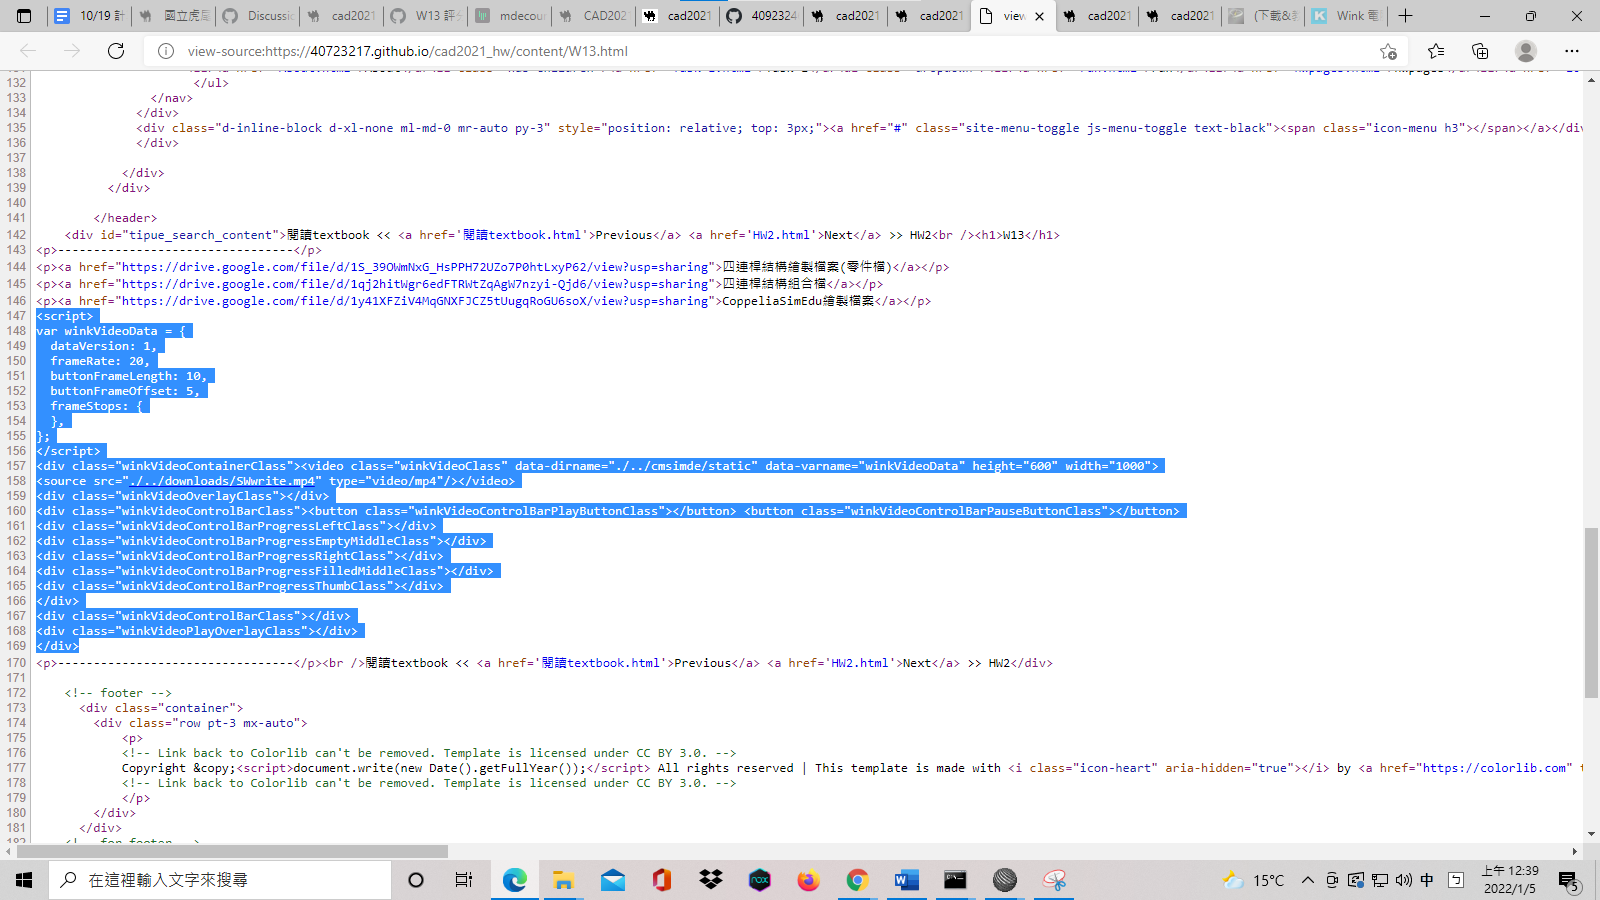 10/19 計
國立虎尾
Discussio
cad2021
W13 評分
mdecour
CAD202
cad2021
4092324
cad2021
cad2021
view-
cad2021
cad2021
(下載&教
Wink 電
view-source:https://40723217.github.io/cad2021_hw/content/W13.html
132 </ul>
133 </nav>
134 </div>
135 <div class="d-inline-block d-xl-none ml-md-0 mr-auto py-3" style="position: relative; top: 3px;"><a href="#" class="site-menu-toggle js-menu-toggle text-black"><span class="icon-menu h3"></span></a></div
136 </div>
137
138 </div>
139 </div>
140
141 </header>
142 <div id="tipue_search_content">閱讀textbook << <a href='閱讀textbook.html'>Previous</a> <a href='HW2.html'>Next</a> >> HW2<br /><h1>W13</h1>
143 <p>---------------------------------</p>
144 <p><a href="https://drive.google.com/file/d/1S_39OWmNxG_HsPPH72UZo7P0htLxyP62/view?usp=sharing">四連桿結構繪製檔案(零件檔)</a></p>
145 <p><a href="https://drive.google.com/file/d/1qj2hitWgr6edFTRWtZqAgW7nzyi-Qjd6/view?usp=sharing">四連桿結構組合檔</a></p>
146 <p><a href="https://drive.google.com/file/d/1y41XFZiV4MqGNXFJCZ5tUugqRoGU6soX/view?usp=sharing">CoppeliaSimEdu繪製檔案</a></p>
147 <script>
148 var winkVideoData = {
149 dataVersion: 1,
150 frameRate: 20,
151 buttonFrameLength: 10,
152 buttonFrameOffset: 5,
153 frameStops: {
154 },
155 };
156 </script>
157 <div class="winkVideoContainerClass"><video class="winkVideoClass" data-dirname="./../cmsimde/static" data-varname="winkVideoData" height="600" width="1000">
158 <source src="./../downloads/SWwrite.mp4" type="video/mp4"/></video>
159 <div class="winkVideoOverlayClass"></div>
160 <div class="winkVideoControlBarClass"><button class="winkVideoControlBarPlayButtonClass"></button> <button class="winkVideoControlBarPauseButtonClass"></button>
161 <div class="winkVideoControlBarProgressLeftClass"></div>
162 <div class="winkVideoControlBarProgressEmptyMiddleClass"></div>
163 <div class="winkVideoControlBarProgressRightClass"></div>
164 <div class="winkVideoControlBarProgressFilledMiddleClass"></div>
165 <div class="winkVideoControlBarProgressThumbClass"></div>
166 </div>
167 <div class="winkVideoControlBarClass"></div>
168 <div class="winkVideoPlayOverlayClass"></div>
169 </div>
170 <p>---------------------------------</p><br />閱讀textbook << <a href='閱讀textbook.html'>Previous</a> <a href='HW2.html'>Next</a> >> HW2</div>
171
172 <!-- footer -->
173 <div class="container">
174 <div class="row pt-3 mx-auto">
175 <p>
176 <!-- Link back to Colorlib can't be removed. Template is licensed under CC BY 3.0. -->
177 Copyright &copy;<script>document.write(new Date().getFullYear());</script> All rights reserved | This template is made with <i class="icon-heart" aria-hidden="true"></i> by <a href="https://colorlib.com" t
178 <!-- Link back to Colorlib can't be removed. Template is licensed under CC BY 3.0. -->
179 </p>
180 </div>
181 </div>
在這裡輸入文字來搜尋
15°C
中
上午 12:39
2022/1/5
5